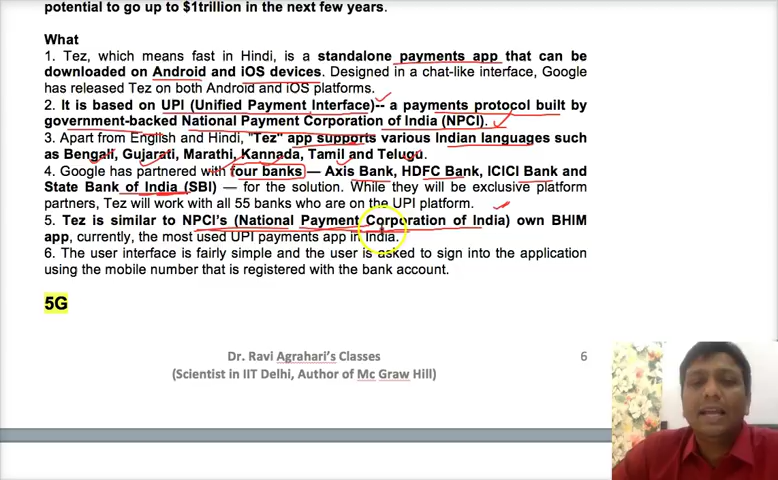 potential to go up to $1trillion in the next few years.
What
1. Tez, which means fast in Hindi, is a standalone payments app that can be
downloaded on Android and iOS devices. Designed in a chat-like interface, Google
has released Tez on both Android and iOS platforms.
2. It is based on UPI (Unified Payment Interface)-- a payments protocol built by
government-backed National Payment Corporation of India (NPCI).
3. Apart from English and Hindi, "Tez" app supports various Indian languages such
as Bengali, Gujarati, Marathi, Kannada, Tamil and Telugu.
4. Google has partnered with four banks — Axis Bank, HDFC Bank, ICICI Bank and
State Bank of India (SBI) — for the solution. While they will be exclusive platform
partners, Tez will work with all 55 banks who are on the UPI platform.
5. Tez is similar to NPCI's (National Payment Corporation of India) own BHIM
app, currently, the most used UPI payments app in India.
6. The user interface is fairly simple and the user is asked to sign into the application
using the mobile number that is registered with the bank account.
5G
Dr. Ravi Agrahari's Classes 6
(Scientist in IIT Delhi, Author of Mc Graw Hill)